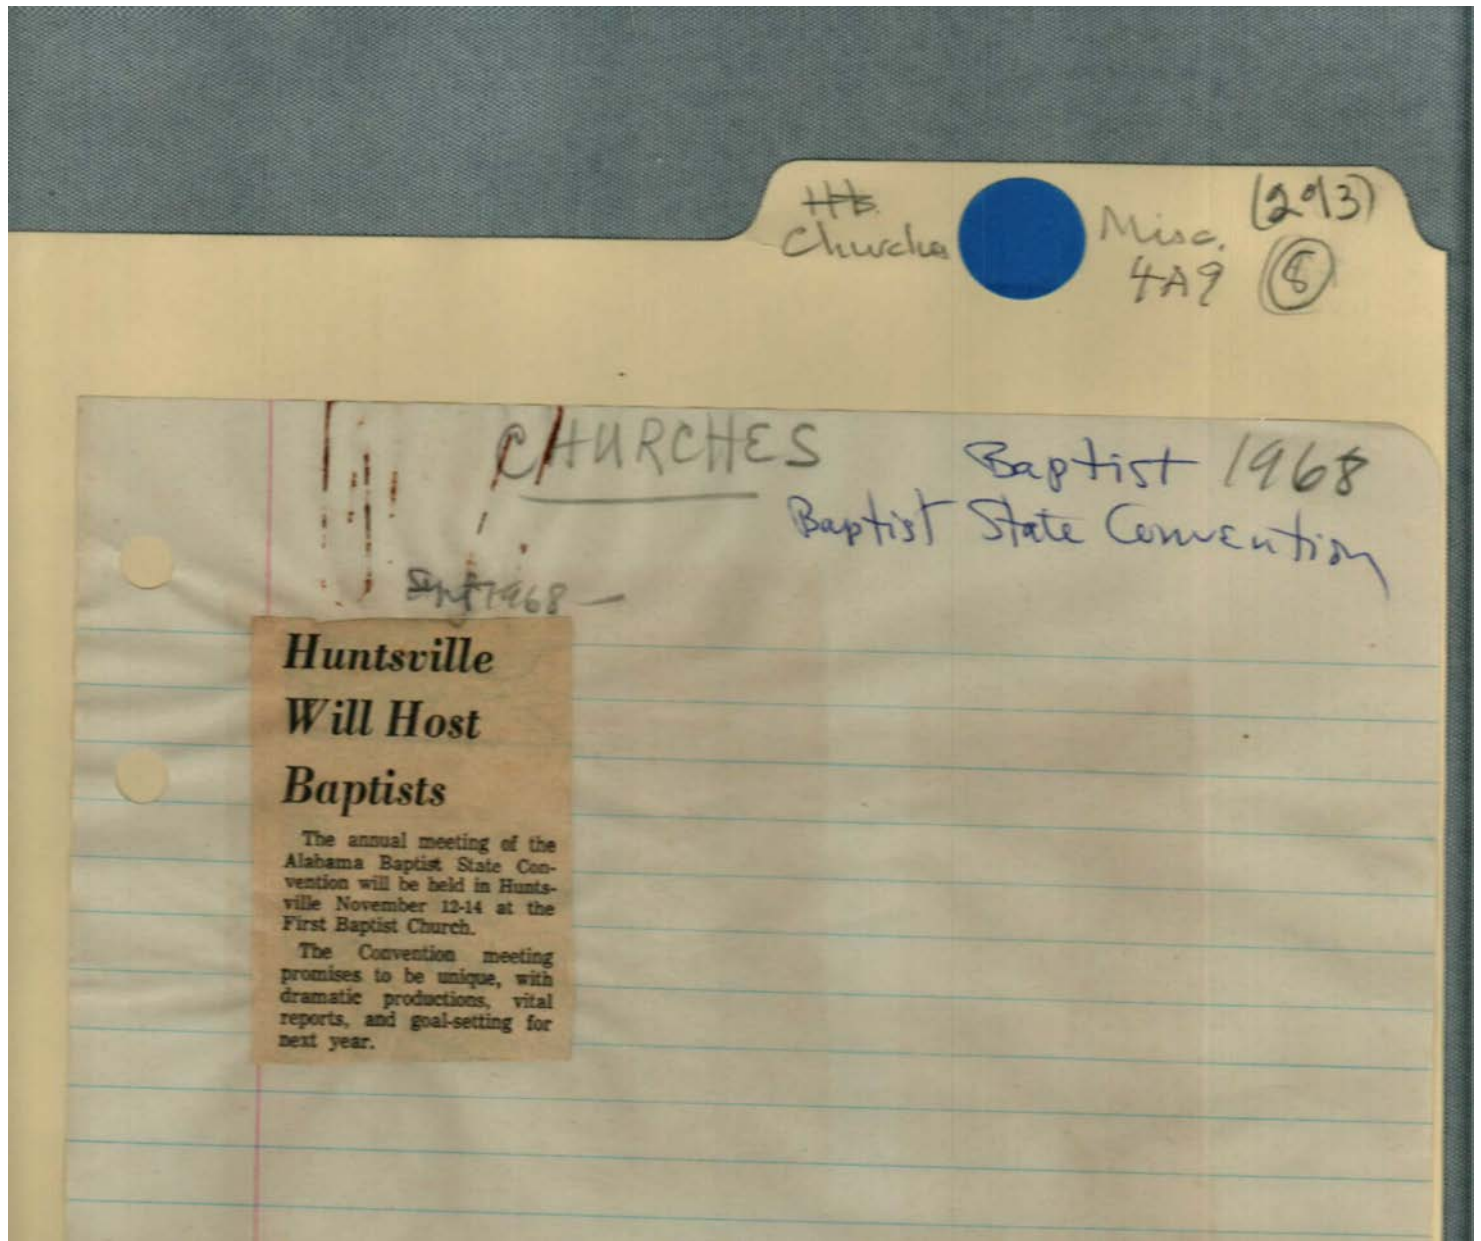 Churches
Misc.
4A9
(8)
CHURCHES
Baptist 1968
Baptist State Convention
Sept 1968 —
Huntsville
Will Host
Baptists
The annual meeting of the
Alabama Baptist State Con-
vention will be held in Hunts-
ville November 12-14 at the
First Baptist Church.
The Convention meeting
promises to be unique, with
dramatic productions, vital
reports, and goal-setting for
next year.